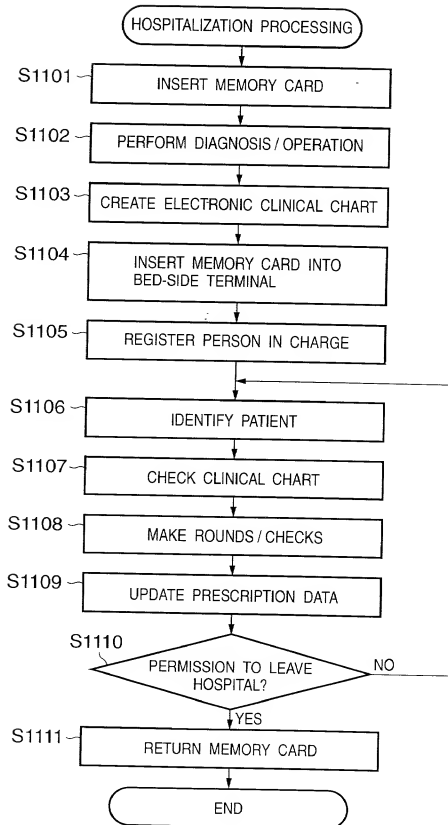 HOSPITALIZATION PROCESSING
S1101
INSERT MEMORY CARD
S1102
PERFORM DIAGNOSIS/OPERATION
S1103
CREATE ELECTRONIC CLINICAL CHART
S1104
INSERT MEMORY CARD INTO
BED-SIDE TERMINAL
S1105
REGISTER PERSON IN CHARGE
S1106
IDENTIFY PATIENT
S1107
CHECK CLINICAL CHART
S1108
MAKE ROUNDS/CHECKS
S1109
UPDATE PRESCRIPTION DATA
S1110
PERMISSION TO LEAVE
HOSPITAL?
NO
YES
S1111
RETURN MEMORY CARD
END